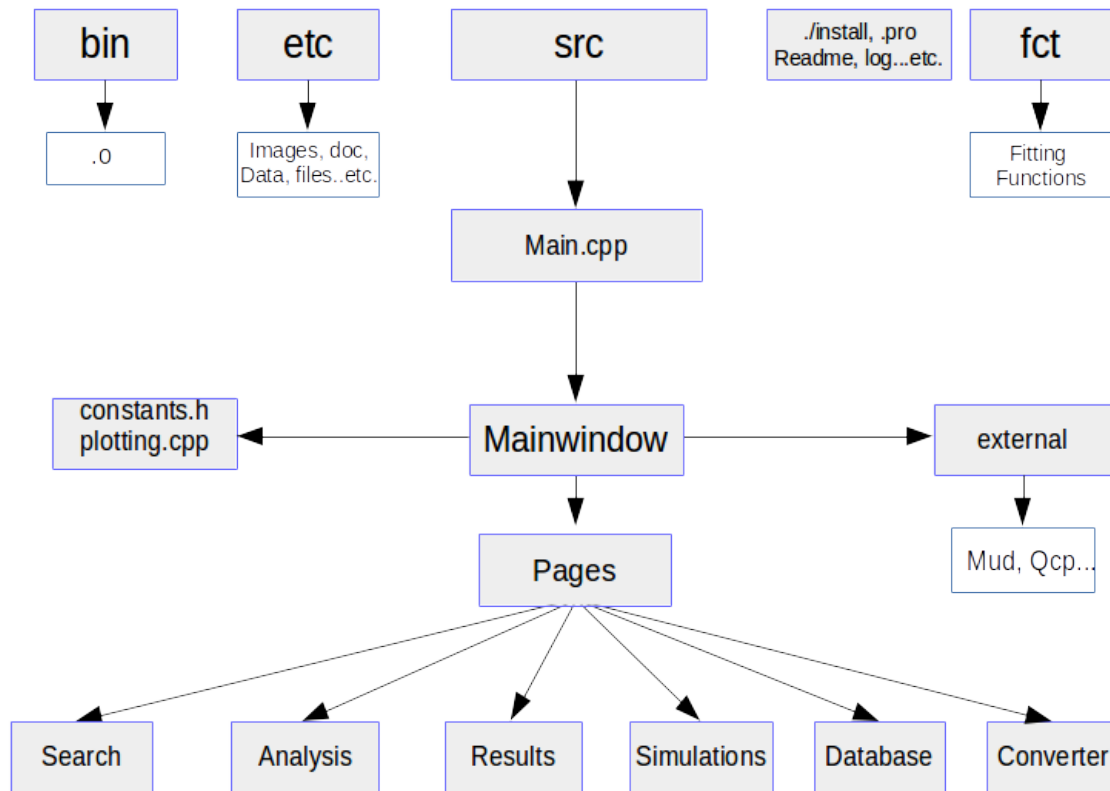 bin
etc
src
./install, .pro
Readme, log...etc.
fct
.o
Images, doc,
Data, files..etc.
Fitting
Functions
Main.cpp
constants.h
plotting.cpp
Mainwindow
external
Pages
Mud, Qcp...
Search
Analysis
Results
Simulations
Database
Converter